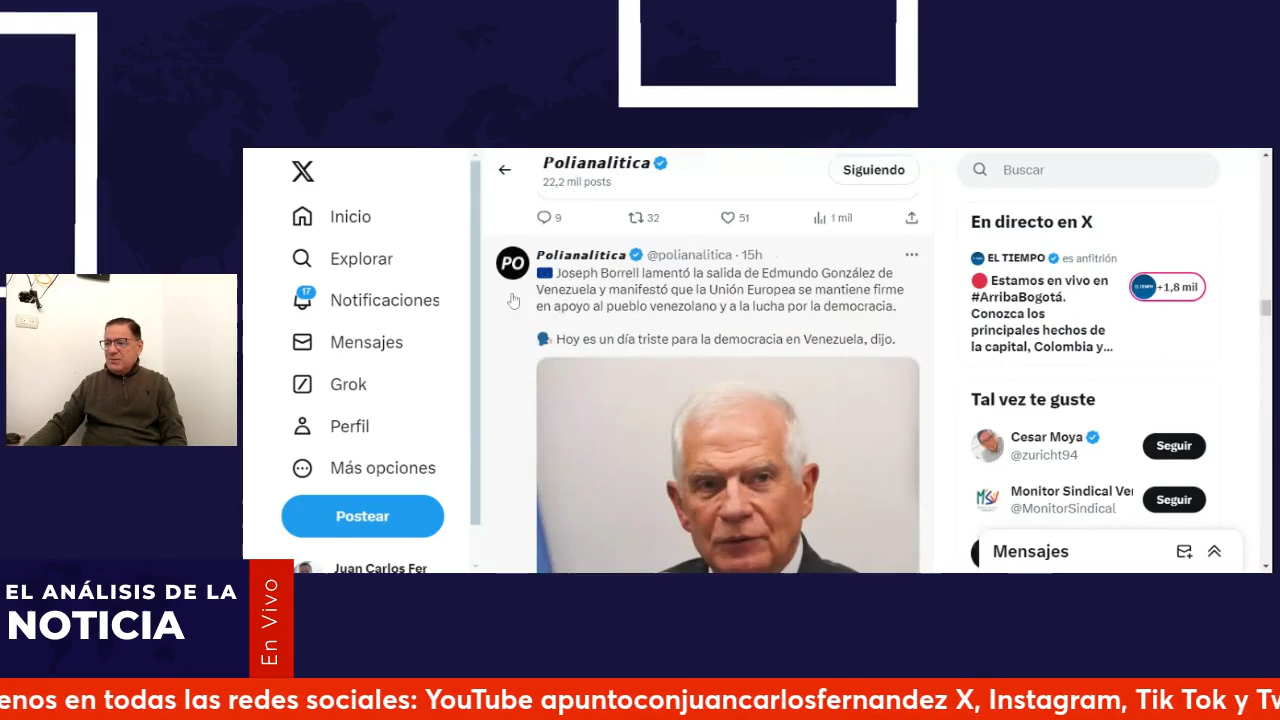 X
Inicio
Explorar
17
Notificaciones
Mensajes
Grok
Perfil
Más opciones
Postear
Juan Carlos Fer
Polianalitica
22,2 mil posts
Siguiendo
9
32
51
1 mil
PO
Polianalitica @polianalitica · 15h
Joseph Borrell lamentó la salida de Edmundo González de
Venezuela y manifestó que la Unión Europea se mantiene firme
en apoyo al pueblo venezolano y a la lucha por la democracia.
Hoy es un día triste para la democracia en Venezuela, dijo.
Buscar
En directo en X
EL TIEMPO es anfitrión
Estamos en vivo en
#ArribaBogotá.
Conozca los
principales hechos de
la capital, Colombia y...
+1,8 mil
Tal vez te guste
Cesar Moya
@zuricht94
Seguir
Monitor Sindical Ver
@MonitorSindical
Seguir
Mensajes
EL ANÁLISIS DE LA
NOTICIA
En Vivo
enos en todas las redes sociales: YouTube apuntoconjuancarlosfernandez X, Instagram, Tik Tok y Tw